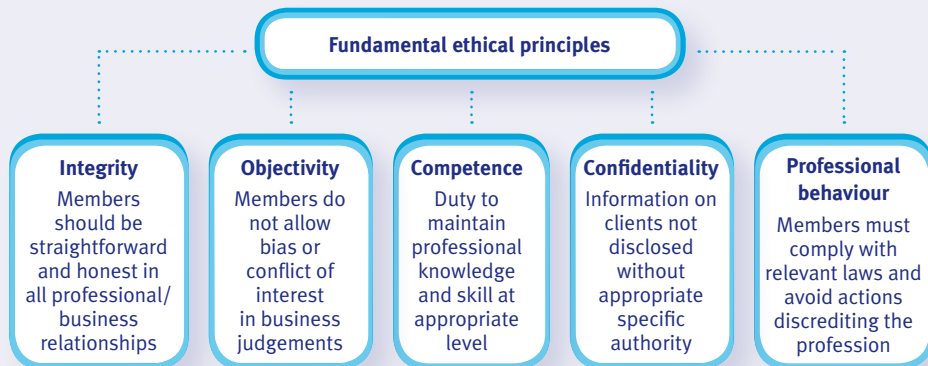 Fundamental ethical principles
Integrity
Members
should be
straightforward
and honest in
all professional/
business
relationships
Objectivity
Members do
not allow
bias or
conflict of
interest
in business
judgements
Competence
Duty to
maintain
professional
knowledge
and skill at
appropriate
level
Confidentiality
Information on
clients not
disclosed
without
appropriate
specific
authority
Professional
behaviour
Members must
comply with
relevant laws and
avoid actions
discrediting the
profession